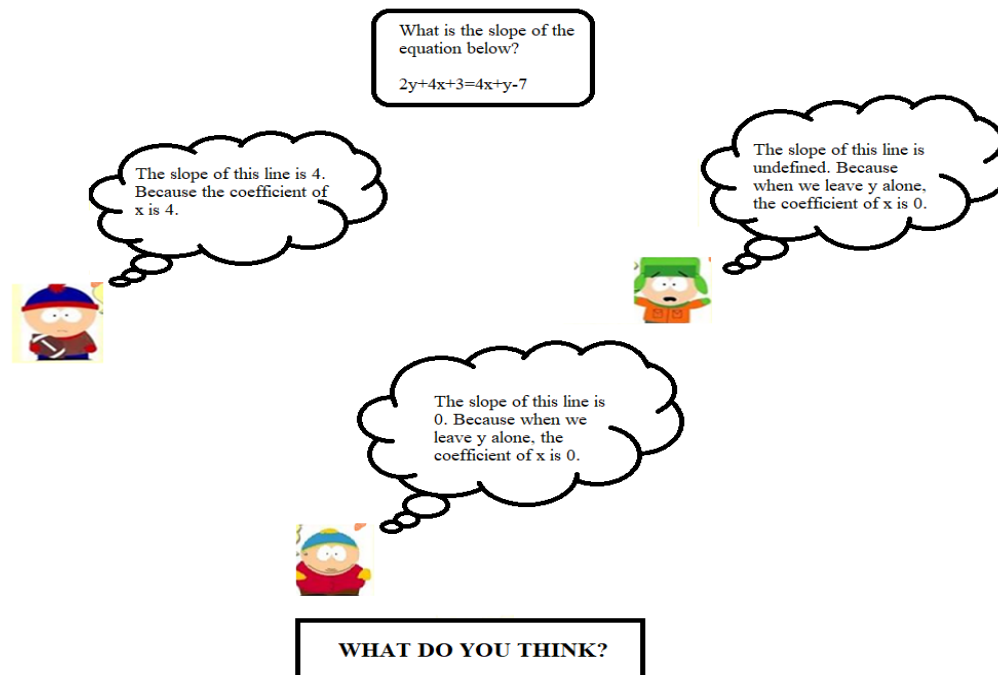 What is the slope of the
equation below?
2y+4x+3=4x+y-7
The slope of this line is 4.
Because the coefficient of
x is 4.
The slope of this line is
undefined. Because
when we leave y alone,
the coefficient of x is 0.
The slope of this line is
0. Because when we
leave y alone, the
coefficient of x is 0.
WHAT DO YOU THINK?